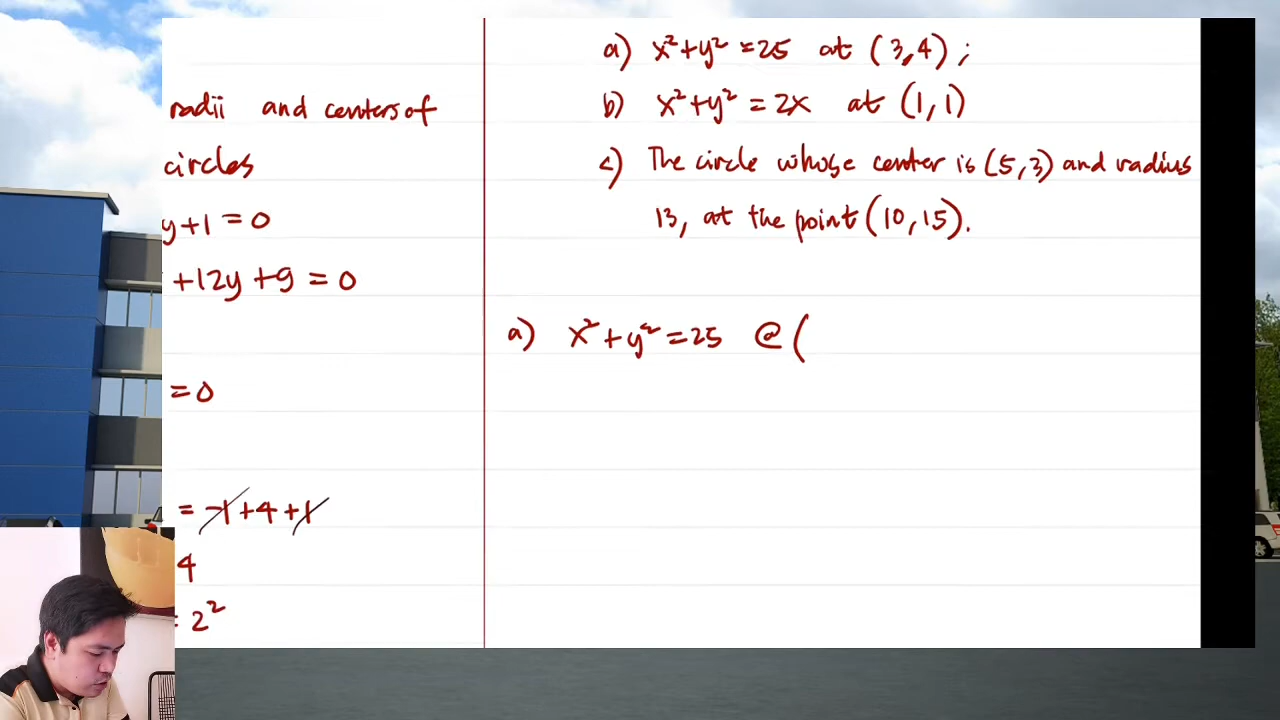 radii and centers of
circles
y+1 = 0
+12y +9 = 0
= 0
= -1 +4 +1
4
= 2²
a) x²+y² = 25 at (3,4) ;
b) x²+y² = 2x at (1,1)
c) The circle whose center is (5,3) and radius
13, at the point (10,15).
a) x²+y² = 25 @ (